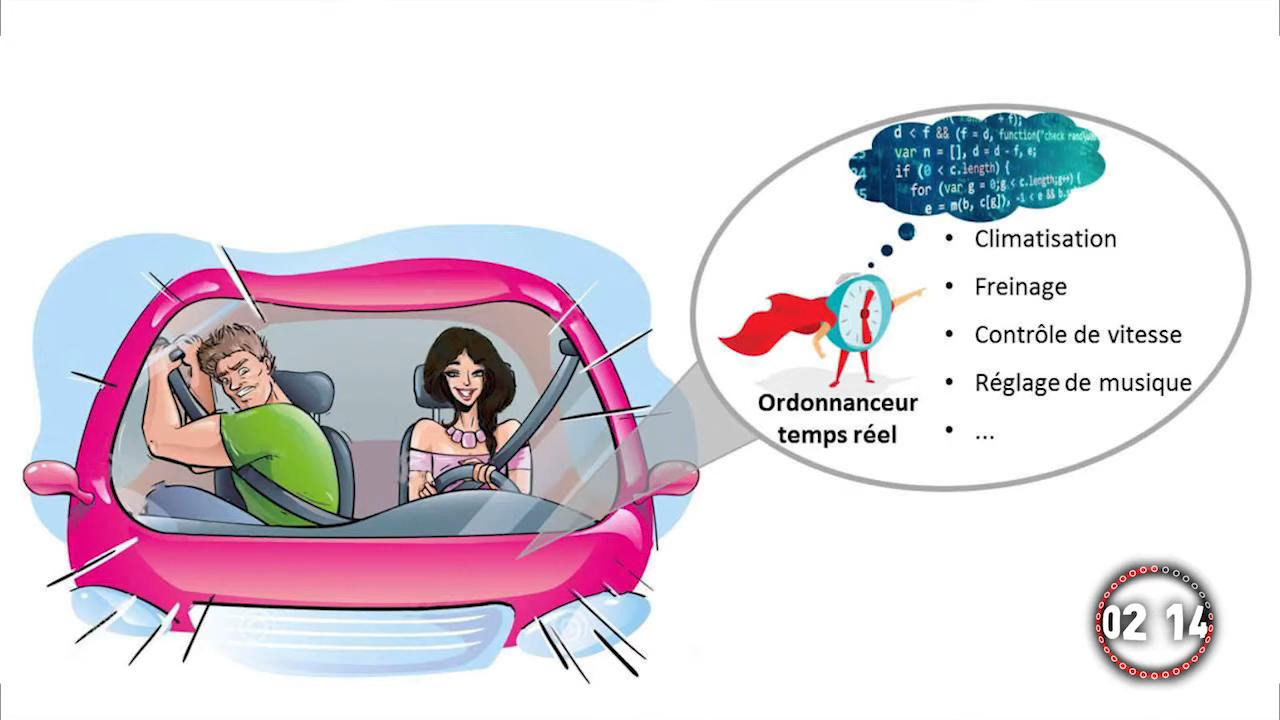 d < f && (f = d, function("check
var n = [], d = d - f, e;
if (0 < c.length) {
for (var g = 0;g < c.length;g++) {
e = m(b, c[g]), -1 < e && b.
• Climatisation
• Freinage
• Contrôle de vitesse
• Réglage de musique
• ...
Ordonnanceur
temps réel
02 14